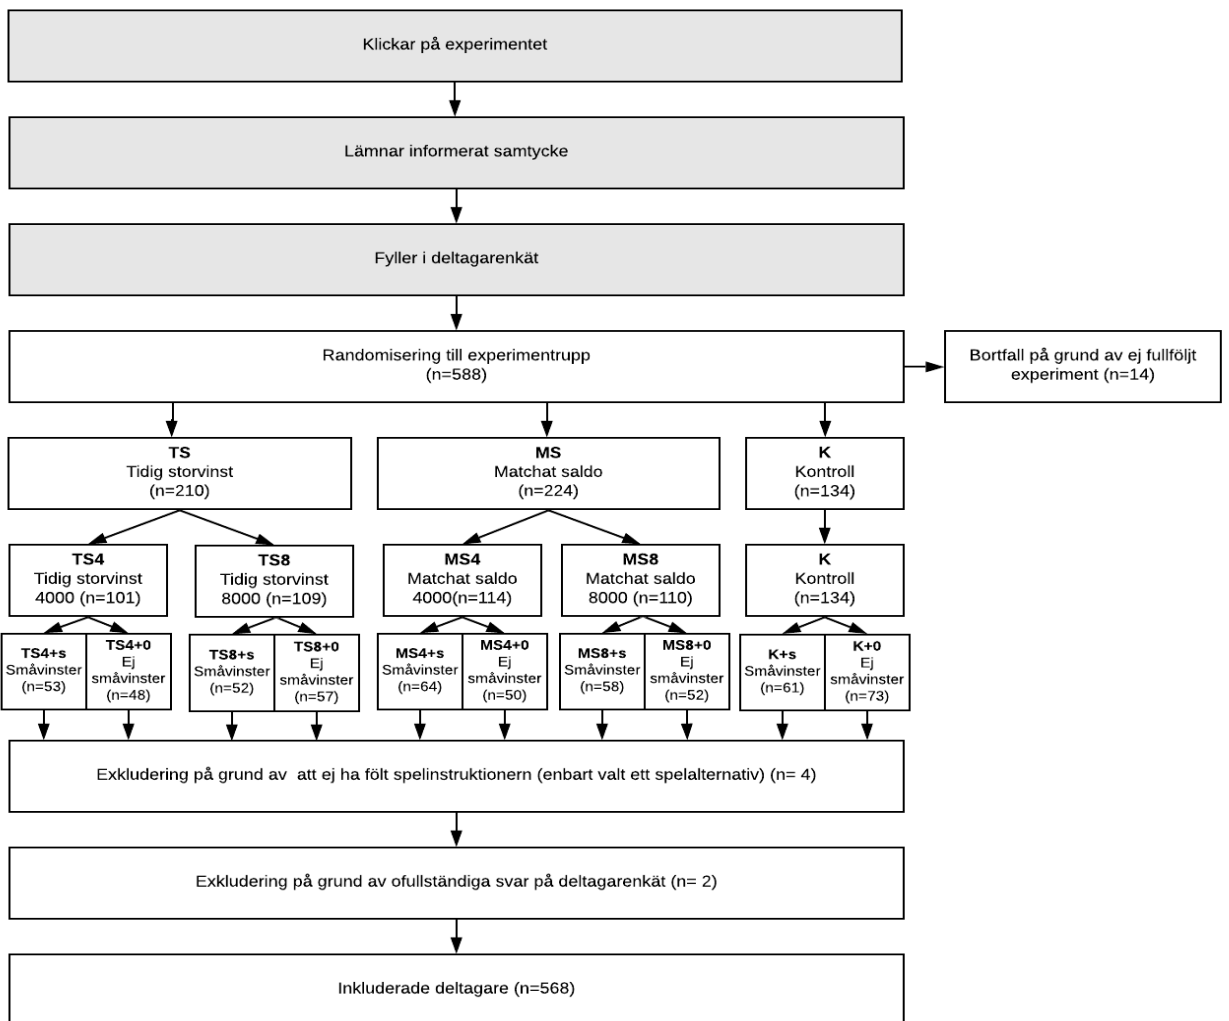 Klickar på experimentet
Lämnar informerat samtycke
Fyller i deltagarenkät
Randomisering till experimentrupp
(n=588)
Bortfall på grund av ej fullföljt
experiment (n=14)
TS
Tidig storvinst
(n=210)
MS
Matchat saldo
(n=224)
K
Kontroll
(n=134)
TS4
Tidig storvinst
4000 (n=101)
TS8
Tidig storvinst
8000 (n=109)
MS4
Matchat saldo
4000(n=114)
MS8
Matchat saldo
8000 (n=110)
K
Kontroll
(n=134)
TS4+s
Småvinster
(n=53)
TS4+0
Ej
småvinster
(n=48)
TS8+s
Småvinster
(n=52)
TS8+0
Ej
småvinster
(n=57)
MS4+s
Småvinster
(n=64)
MS4+0
Ej
småvinster
(n=50)
MS8+s
Småvinster
(n=58)
MS8+0
Ej
småvinster
(n=52)
K+s
Småvinster
(n=61)
K+0
Ej
småvinster
(n=73)
Exkludering på grund av att ej ha fölt spelinstruktionern (enbart valt ett spelalternativ) (n= 4)
Exkludering på grund av ofullständiga svar på deltagarenkät (n= 2)
Inkluderade deltagare (n=568)